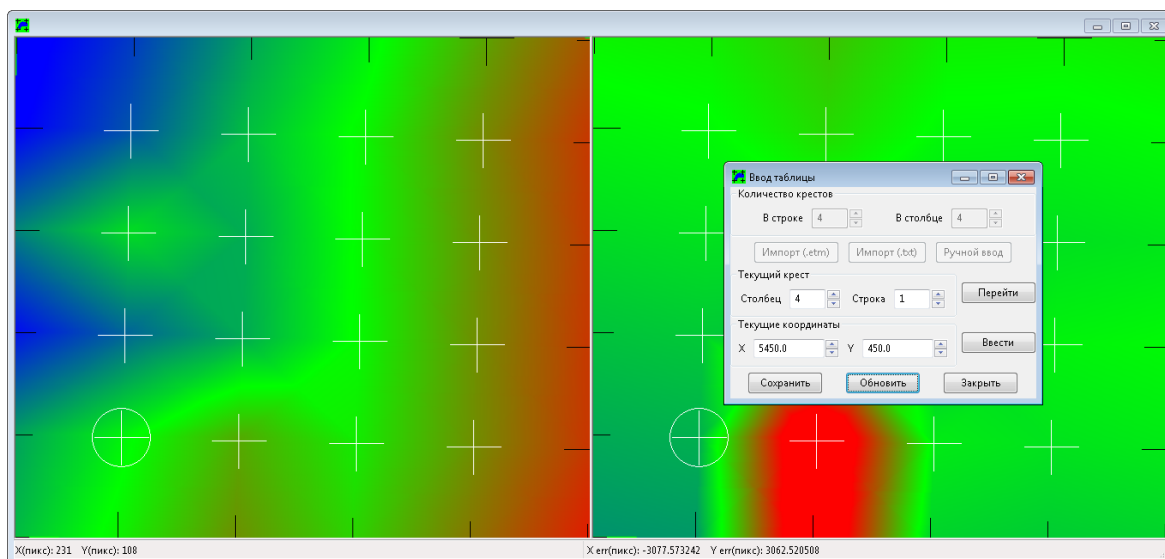 Ввод таблицы
Количество крестов
В строке 4 В столбце 4
Импорт (.etm) Импорт (.txt) Ручной ввод
Текущий крест
Столбец 4 Строка 1 Перейти
Текущие координаты
X 5450.0 Y 450.0 Ввести
Сохранить Обновить Закрыть
X(пикс): 231 Y(пикс): 108 X err(пикс): -3077.573242 Y err(пикс): 3062.520508